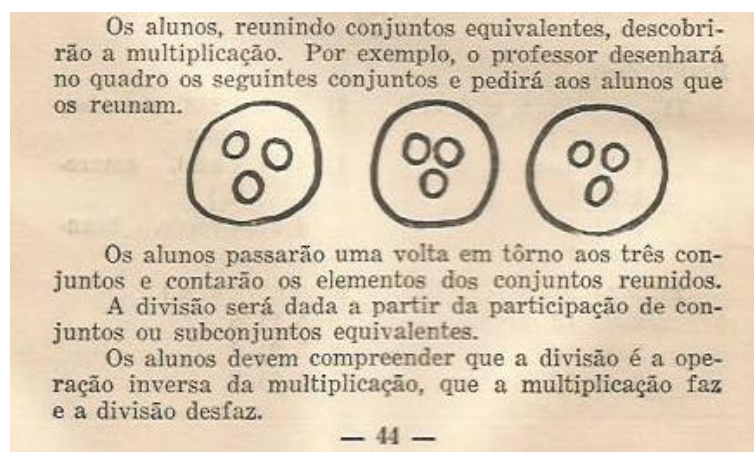 Os alunos, reunindo conjuntos equivalentes, descobri-
rão a multiplicação. Por exemplo, o professor desenhará
no quadro os seguintes conjuntos e pedirá aos alunos que
os reunam.
Os alunos passarão uma volta em tôrno aos três con-
juntos e contarão os elementos dos conjuntos reunidos.
A divisão será dada a partir da participação de con-
juntos ou subconjuntos equivalentes.
Os alunos devem compreender que a divisão é a ope-
ração inversa da multiplicação, que a multiplicação faz
e a divisão desfaz.
— 44 —